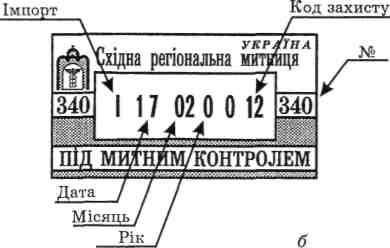 Імпорт
Код захисту
УКРАЇНА
Східна регіональна митниця
№
340 І 17 02 0 0 12 340
ПІД МИТНИМ КОНТРОЛЕМ
Дата
Місяць
Рік
б